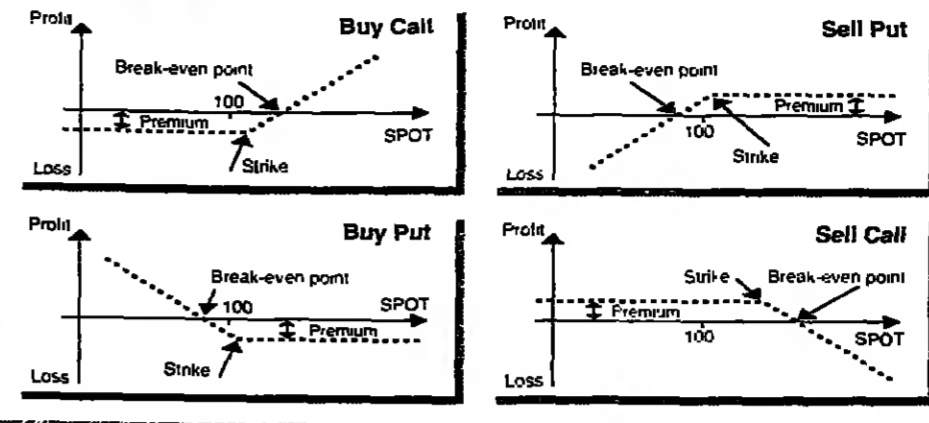 Profit
Buy Call
Break-even point
100
Premium
SPOT
Strike
Loss
Profit
Sell Put
Break-even point
Premium
100
SPOT
Strike
Loss
Profit
Buy Put
Break-even point
100
SPOT
Premium
Strike
Loss
Profit
Sell Call
Strike
Break-even point
Premium
100
SPOT
Loss